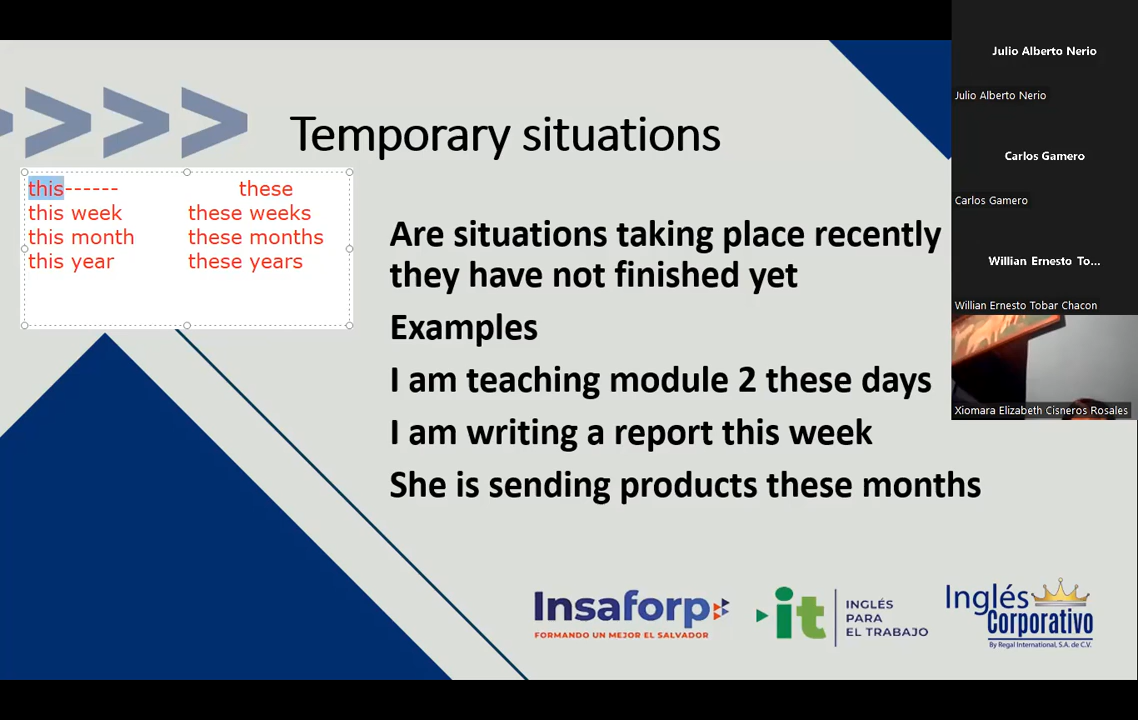 Temporary situations
this------ these
this week these weeks
this month these months
this year these years
Are situations taking place recently
they have not finished yet
Examples
I am teaching module 2 these days
I am writing a report this week
She is sending products these months
Insaforp
FORMANDO UN MEJOR EL SALVADOR
it
INGLÉS
PARA
EL TRABAJO
Inglés
Corporativo
By Regal International, S.A. de C.V.
Julio Alberto Nerio
Julio Alberto Nerio
Carlos Gamero
Carlos Gamero
Willian Ernesto To...
Willian Ernesto Tobar Chacon
Xiomara Elizabeth Cisneros Rosales